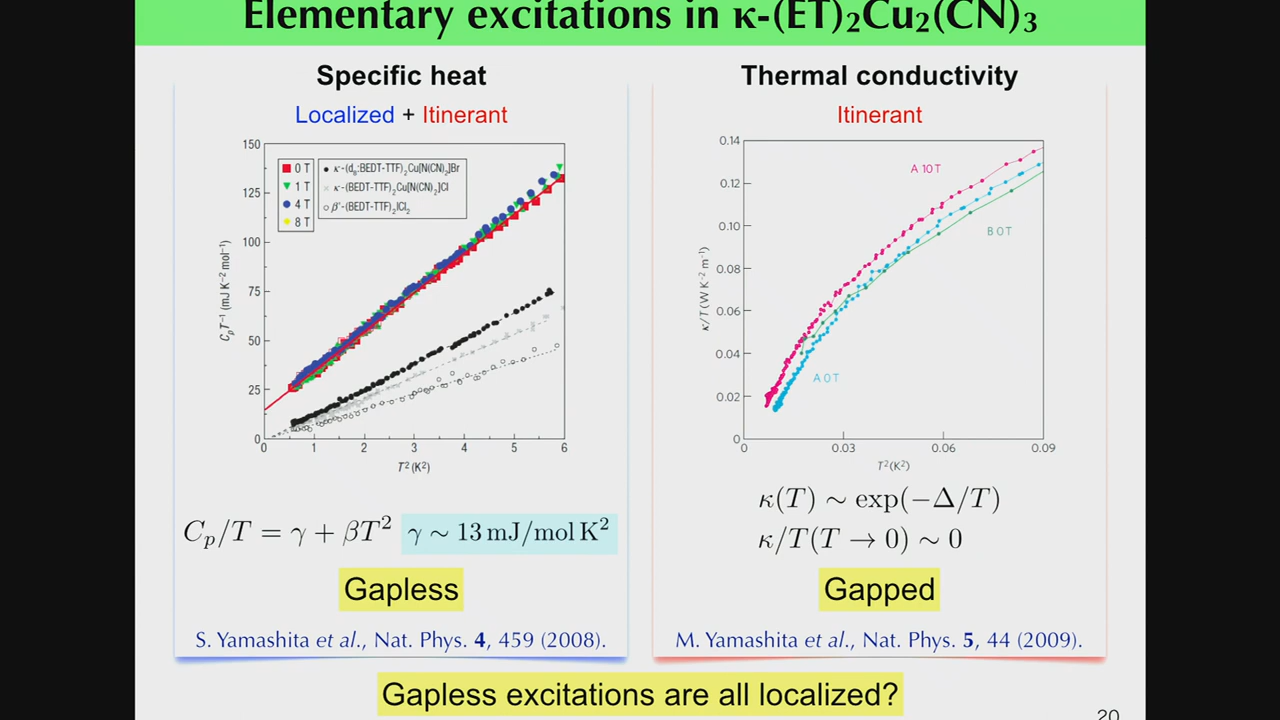 Elementary excitations in κ-(ET)₂Cu₂(CN)₃
Specific heat
Localized + Itinerant
150
100
75
50
25
0
0 1 2 3 4 5 6
CₚT⁻¹ (mJ K⁻² mol⁻¹)
T² (K²)
0 T
1 T
4 T
8 T
κ-(d₈:BEDT-TTF)₂Cu[N(CN)₂]Br
κ-(BEDT-TTF)₂Cu[N(CN)₂]Cl
β'-(BEDT-TTF)₂ICl₂
Cₚ/T = γ + βT² γ ∼ 13 mJ/mol K²
Gapless
S. Yamashita et al., Nat. Phys. 4, 459 (2008).
Thermal conductivity
Itinerant
0.14
0.12
0.10
0.08
0.06
0.04
0.02
0
0 0.03 0.06 0.09
κ/T (W K⁻² m⁻¹)
T² (K²)
A 10 T
B 0 T
A 0 T
κ(T) ∼ exp(−Δ/T)
κ/T(T → 0) ∼ 0
Gapped
M. Yamashita et al., Nat. Phys. 5, 44 (2009).
Gapless excitations are all localized?
20